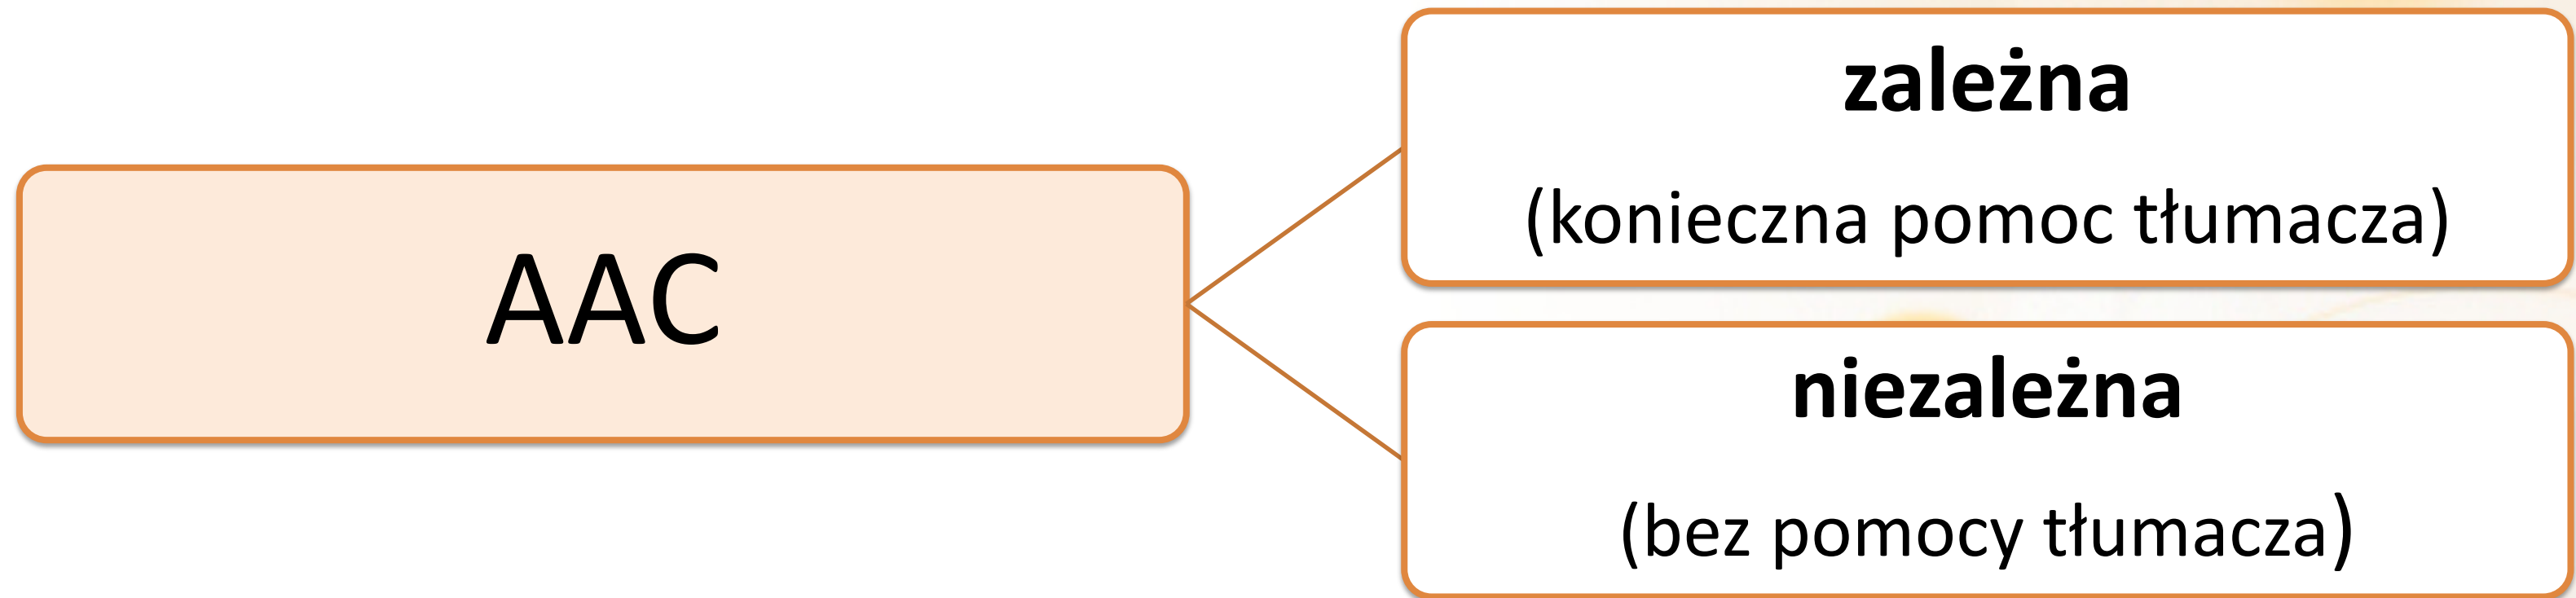 AAC
zależna
(konieczna pomoc tłumacza)
niezależna
(bez pomocy tłumacza)